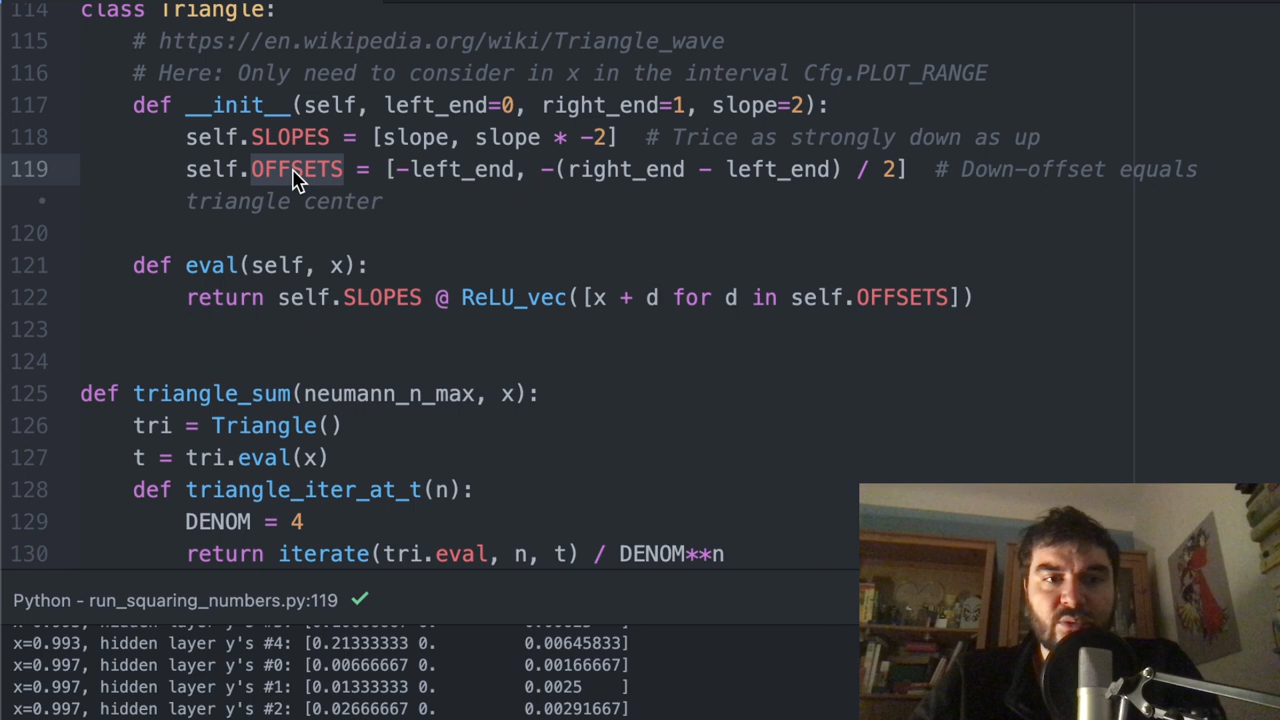 114 class Triangle:
115 # https://en.wikipedia.org/wiki/Triangle_wave
116 # Here: Only need to consider in x in the interval Cfg.PLOT_RANGE
117 def __init__(self, left_end=0, right_end=1, slope=2):
118 self.SLOPES = [slope, slope * -2]  # Trice as strongly down as up
119 self.OFFSETS = [-left_end, -(right_end - left_end) / 2]  # Down-offset equals
• triangle center
120
121 def eval(self, x):
122 return self.SLOPES @ ReLU_vec([x + d for d in self.OFFSETS])
123
124
125 def triangle_sum(neumann_n_max, x):
126 tri = Triangle()
127 t = tri.eval(x)
128 def triangle_iter_at_t(n):
129 DENOM = 4
130 return iterate(tri.eval, n, t) / DENOM**n
Python - run_squaring_numbers.py:119 ✓
x=0.993, hidden layer y's #4: [0.21333333 0. 0.00645833]
x=0.997, hidden layer y's #0: [0.00666667 0. 0.00166667]
x=0.997, hidden layer y's #1: [0.01333333 0. 0.0025 ]
x=0.997, hidden layer y's #2: [0.02666667 0. 0.00291667]